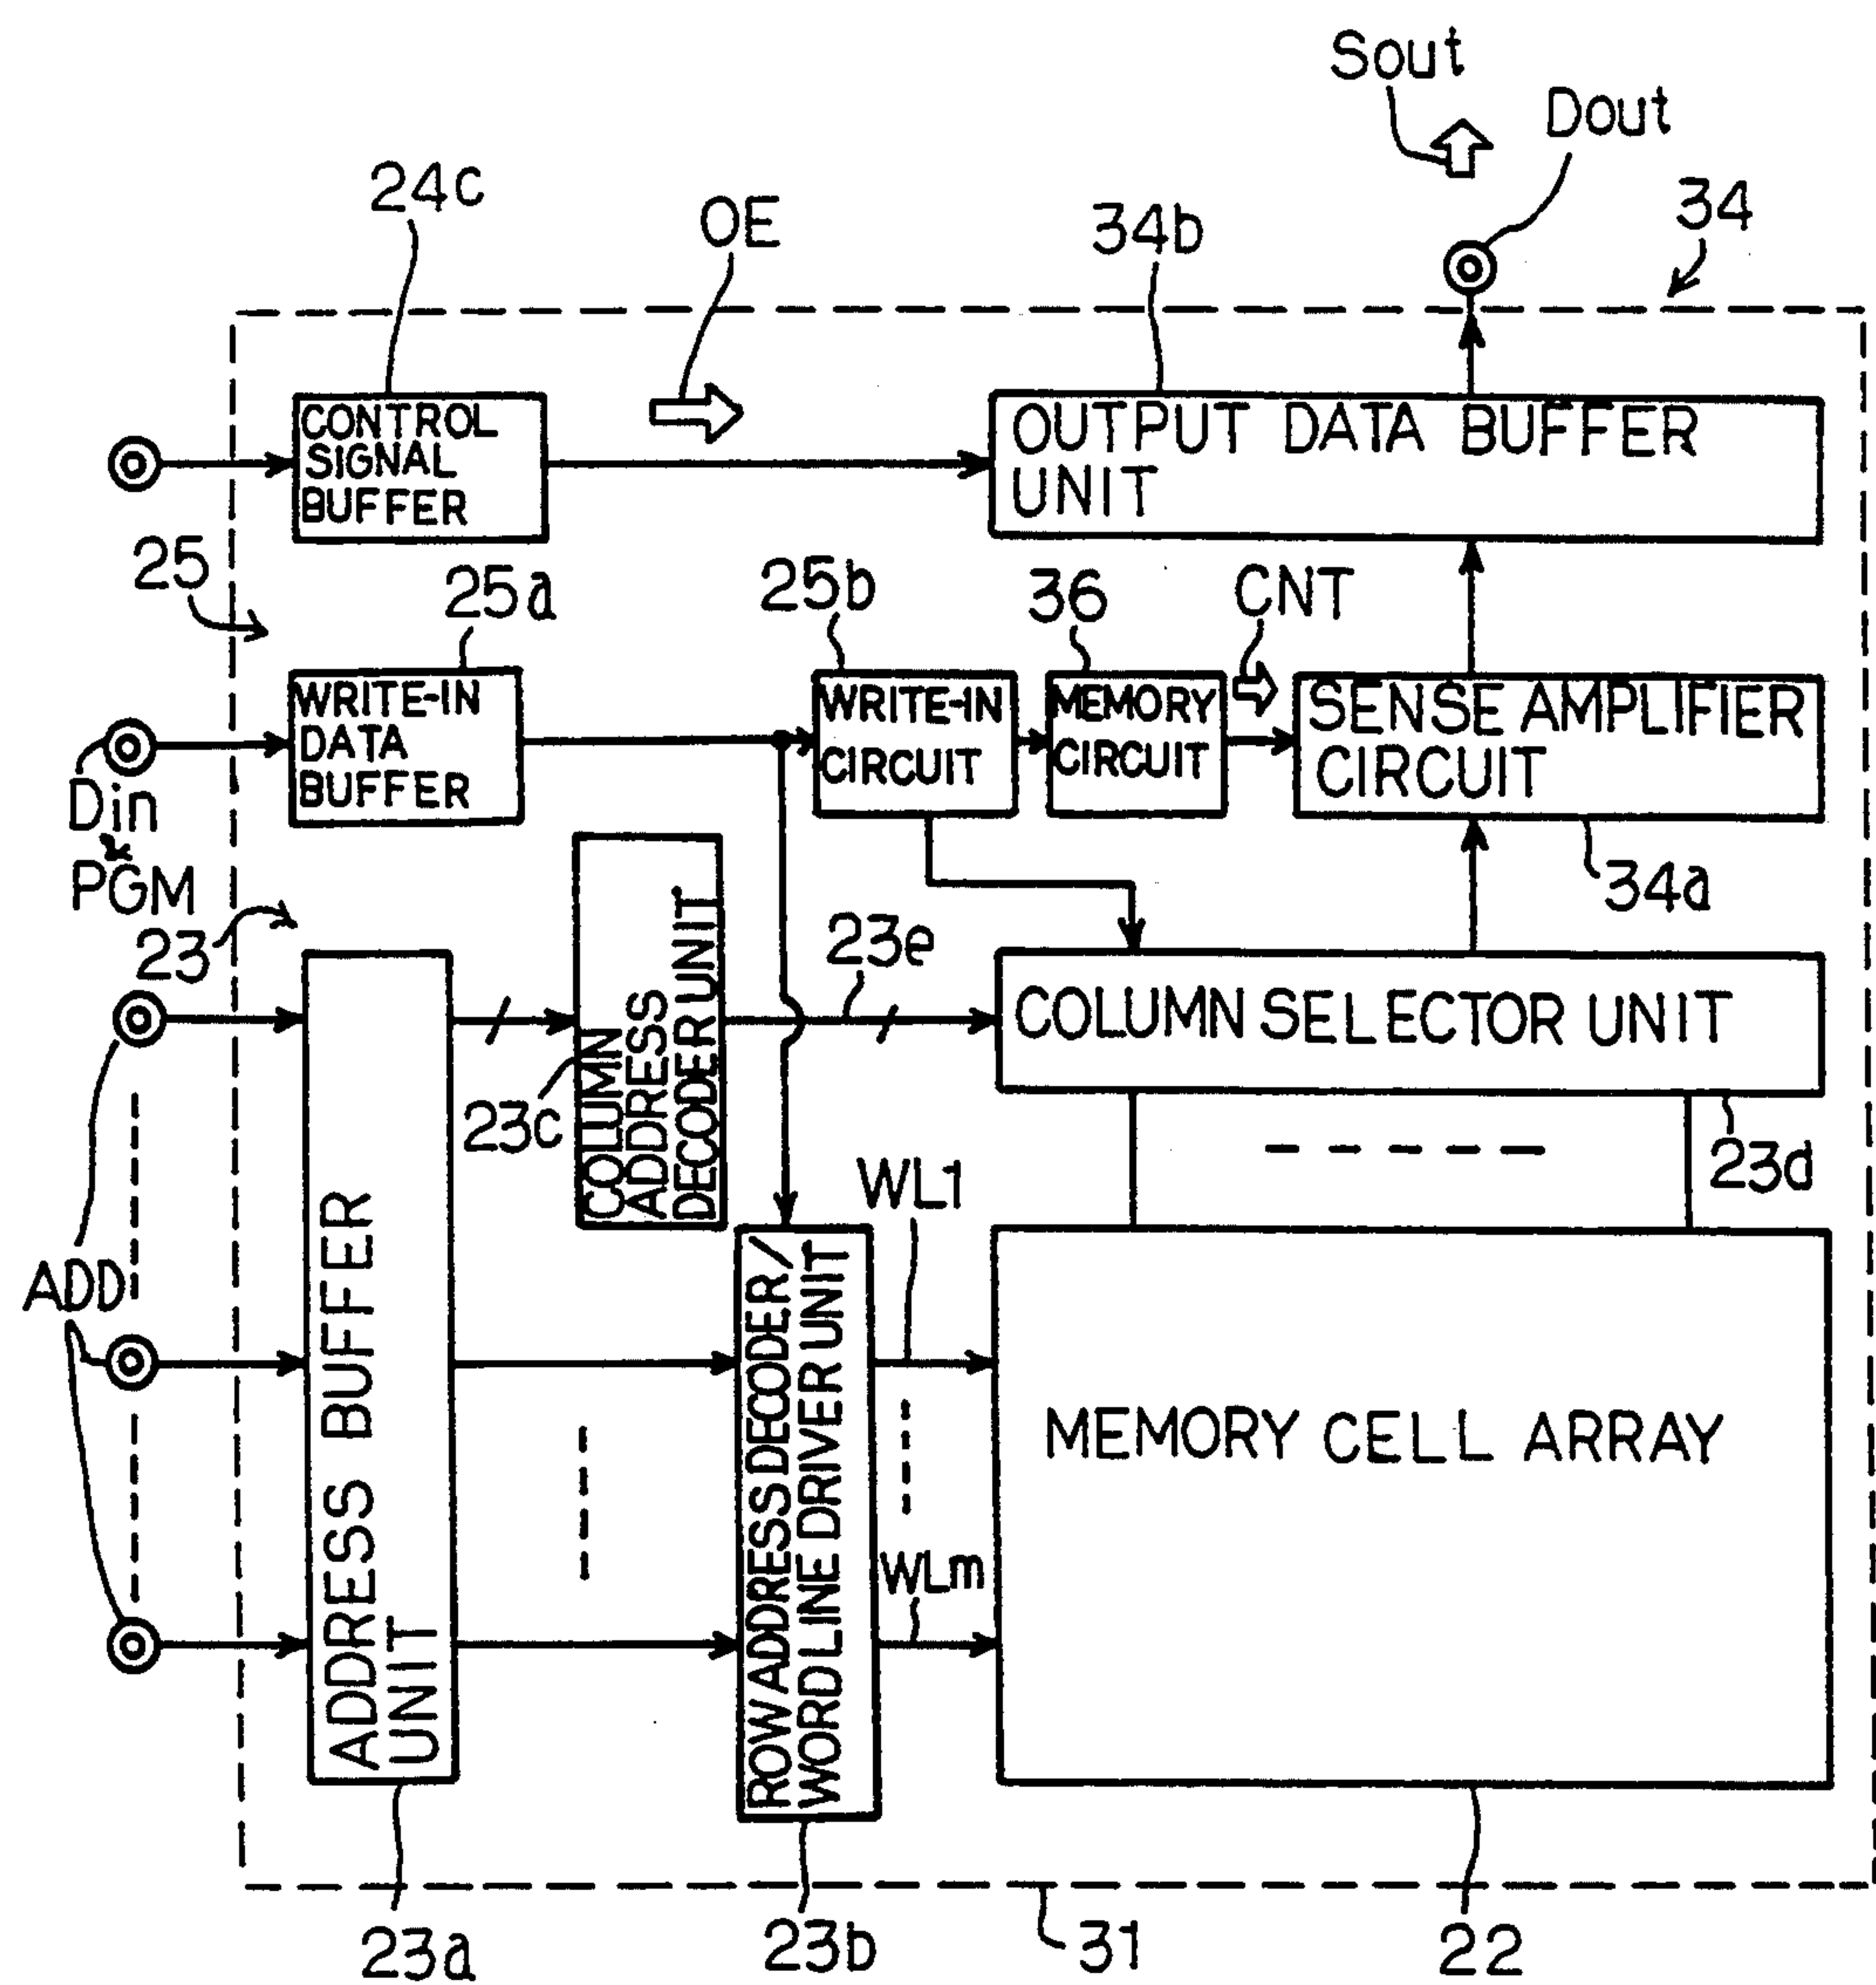 Sout
Dout
24c
OE
34b
34
CONTROL
SIGNAL
BUFFER
OUTPUT DATA BUFFER
UNIT
25
25a
25b
36
CNT
WRITE-IN
DATA
BUFFER
WRITE-IN
CIRCUIT
MEMORY
CIRCUIT
SENSE AMPLIFIER
CIRCUIT
Din
PGM
34a
23
23e
COLUMN
ADDRESS
DECODER UNIT
COLUMN SELECTOR UNIT
23c
23d
WL1
ADD
ADDRESS BUFFER
UNIT
ROW ADDRESS DECODER/
WORD LINE DRIVER UNIT
MEMORY CELL ARRAY
WLm
23a
23b
31
22